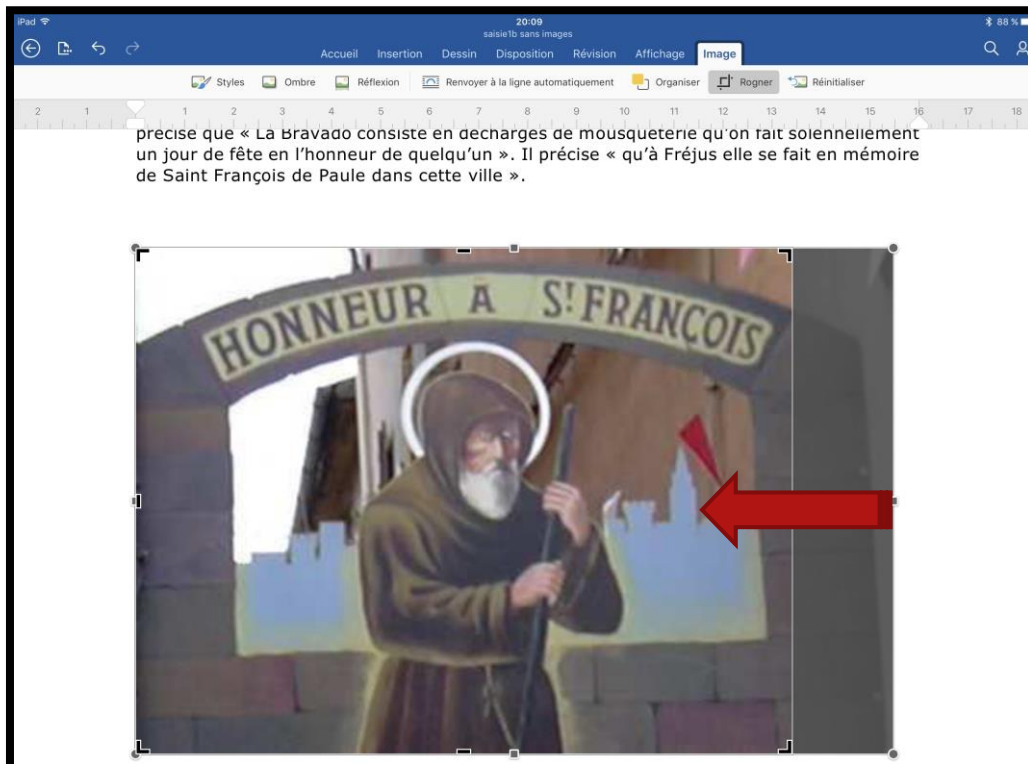 iPad 20:09 88 %
saisie1b sans images
Accueil Insertion Dessin Disposition Révision Affichage Image
Styles Ombre Réflexion Renvoyer à la ligne automatiquement Organiser Rogner Réinitialiser
2 1 1 2 3 4 5 6 7 8 9 10 11 12 13 14 15 16 17 18
précise que « La Bravado consiste en décharges de mousqueterie qu'on fait solennellement
un jour de fête en l'honneur de quelqu'un ». Il précise « qu'à Fréjus elle se fait en mémoire
de Saint François de Paule dans cette ville ».
HONNEUR A ST FRANÇOIS